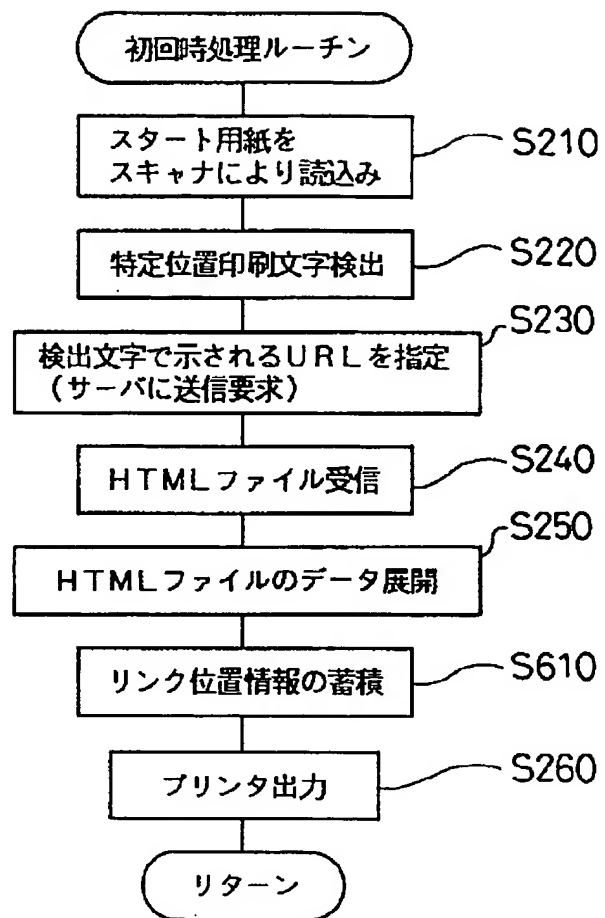 初回時処理ルーチン
スタート用紙を
スキャナにより読込み
S210
特定位置印刷文字検出
S220
S230
検出文字で示されるURLを指定
(サーバに送信要求)
HTMLファイル受信
S240
S250
HTMLファイルのデータ展開
リンク位置情報の蓄積
S610
プリンタ出力
S260
リターン